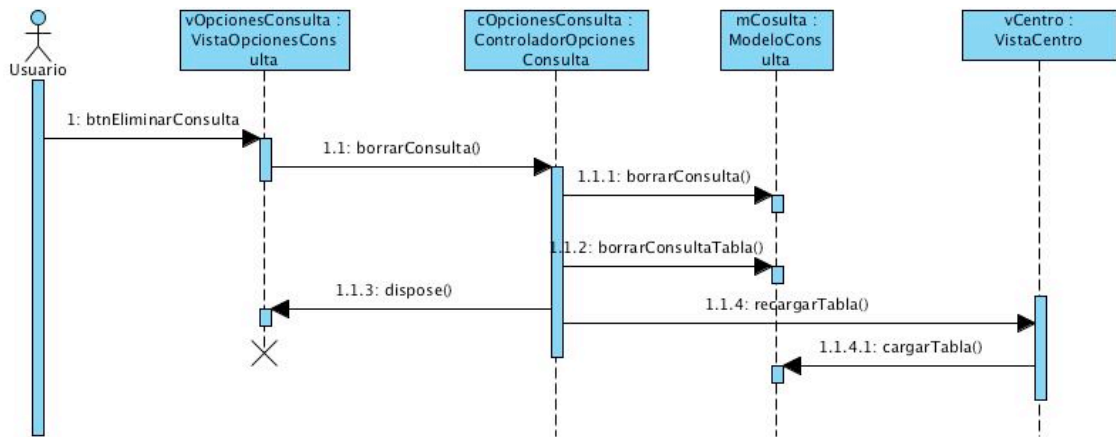 vOpcionesConsulta :
VistaOpcionesCons
ulta
cOpcionesConsulta :
ControladorOpciones
Consulta
mCosulta :
ModeloCons
ulta
vCentro :
VistaCentro
Usuario
1: btnEliminarConsulta
1.1: borrarConsulta()
1.1.1: borrarConsulta()
1.1.2: borrarConsultaTabla()
1.1.3: dispose()
1.1.4: recargarTabla()
1.1.4.1: cargarTabla()